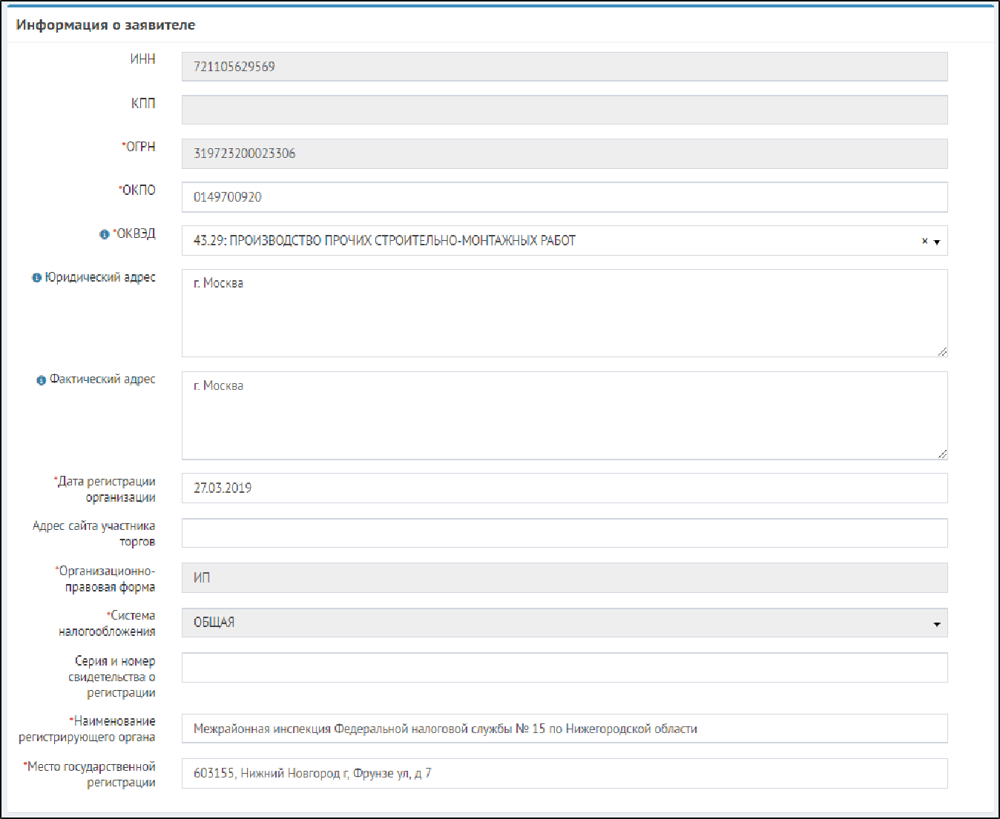 Информация о заявителе
ИНН
721105629569
КПП
*ОГРН
319723200023306
*ОКПО
0149700920
*ОКВЭД
43.29: ПРОИЗВОДСТВО ПРОЧИХ СТРОИТЕЛЬНО-МОНТАЖНЫХ РАБОТ
Юридический адрес
г. Москва
Фактический адрес
г. Москва
*Дата регистрации
организации
27.03.2019
Адрес сайта участника
торгов
*Организационно-
правовая форма
ИП
*Система
налогообложения
ОБЩАЯ
Серия и номер
свидетельства о
регистрации
*Наименование
регистрирующего органа
Межрайонная инспекция Федеральной налоговой службы № 15 по Нижегородской области
*Место государственной
регистрации
603155, Нижний Новгород г, Фрунзе ул, д 7